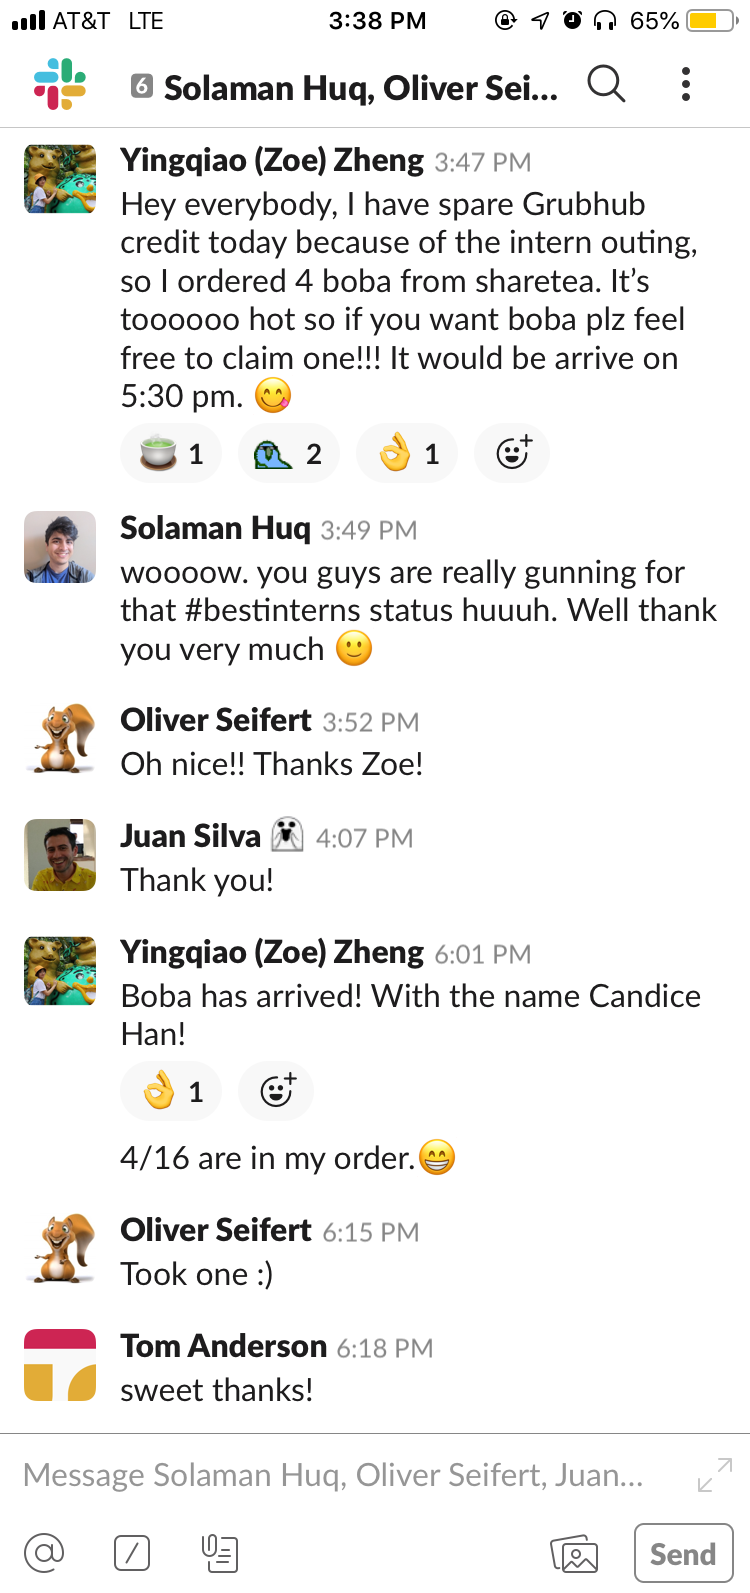 AT&T LTE 3:38 PM 65%
6 Solaman Huq, Oliver Sei...
Yingqiao (Zoe) Zheng 3:47 PM
Hey everybody, I have spare Grubhub
credit today because of the intern outing,
so I ordered 4 boba from sharetea. It’s
toooooo hot so if you want boba plz feel
free to claim one!!! It would be arrive on
5:30 pm. 😋
1 2 1
Solaman Huq 3:49 PM
woooow. you guys are really gunning for
that #bestinterns status huuuh. Well thank
you very much 🙂
Oliver Seifert 3:52 PM
Oh nice!! Thanks Zoe!
Juan Silva 4:07 PM
Thank you!
Yingqiao (Zoe) Zheng 6:01 PM
Boba has arrived! With the name Candice
Han!
👌 1
4/16 are in my order.😁
Oliver Seifert 6:15 PM
Took one :)
Tom Anderson 6:18 PM
sweet thanks!
Message Solaman Huq, Oliver Seifert, Juan...
@ / Send